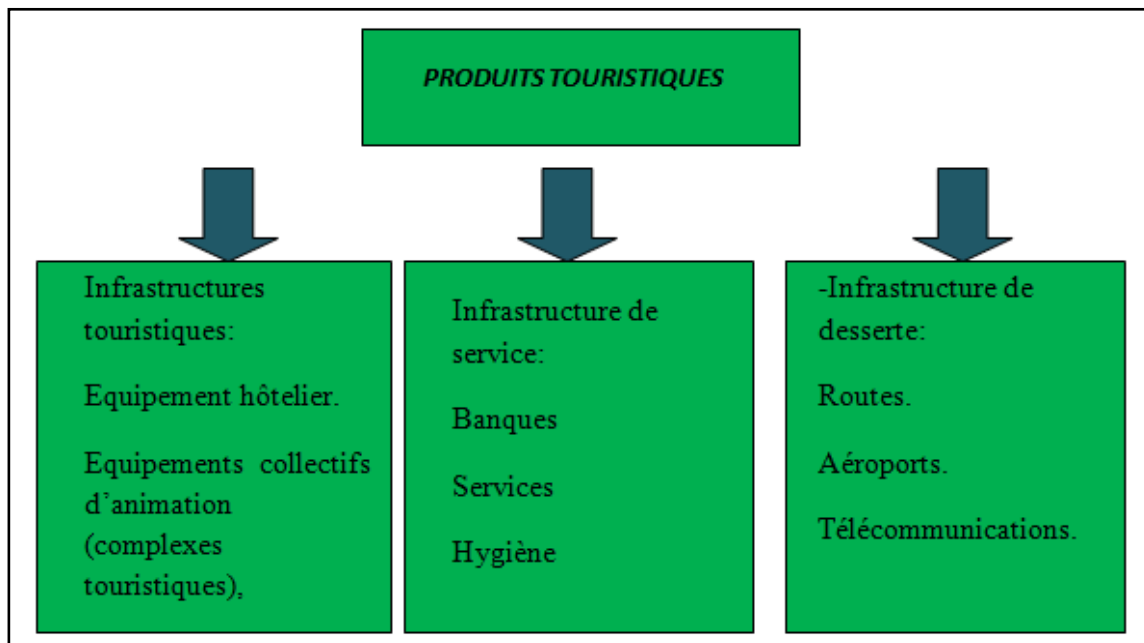 PRODUITS TOURISTIQUES
Infrastructures
touristiques:
Equipement hôtelier.
Equipements collectifs
d’animation
(complexes
touristiques),
Infrastructure de
service:
Banques
Services
Hygiène
-Infrastructure de
desserte:
Routes.
Aéroports.
Télécommunications.